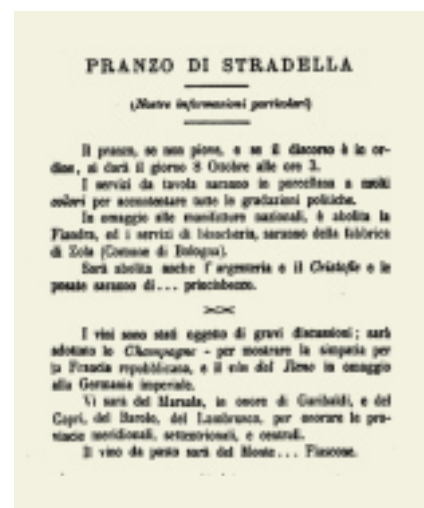 PRANZO DI STRADELLA
(Nostre informazioni particolari)
Il pranzo, se non piove, e se il discorso è in or-
dine, si darà il giorno 8 Ottobre alle ore 3.
I servizi da tavola saranno in porcellana a molti
colori per accontentare tutte le gradazioni politiche.
In omaggio alle manifatture nazionali, è abolita la
Fiandra, ed i servizi di biancheria, saranno della fabbrica
di Zola (Comune di Bologna).
Sarà abolita anche l'argenteria e il Cristofle e le
posate saranno di... princisbecco.
I vini sono stati oggetto di gravi discussioni; sarà
adottato lo Champagne - per mostrare la simpatia per
la Francia repubblicana, e il vin del Reno in omaggio
alla Germania imperiale.
Vi sarà del Marsala, in onore di Garibaldi, e del
Capri, del Barolo, del Lambrusco, per onorare le pro-
vincie meridionali, settentrionali, e centrali.
Il vino da pasto sarà del Monte... Fiascone.